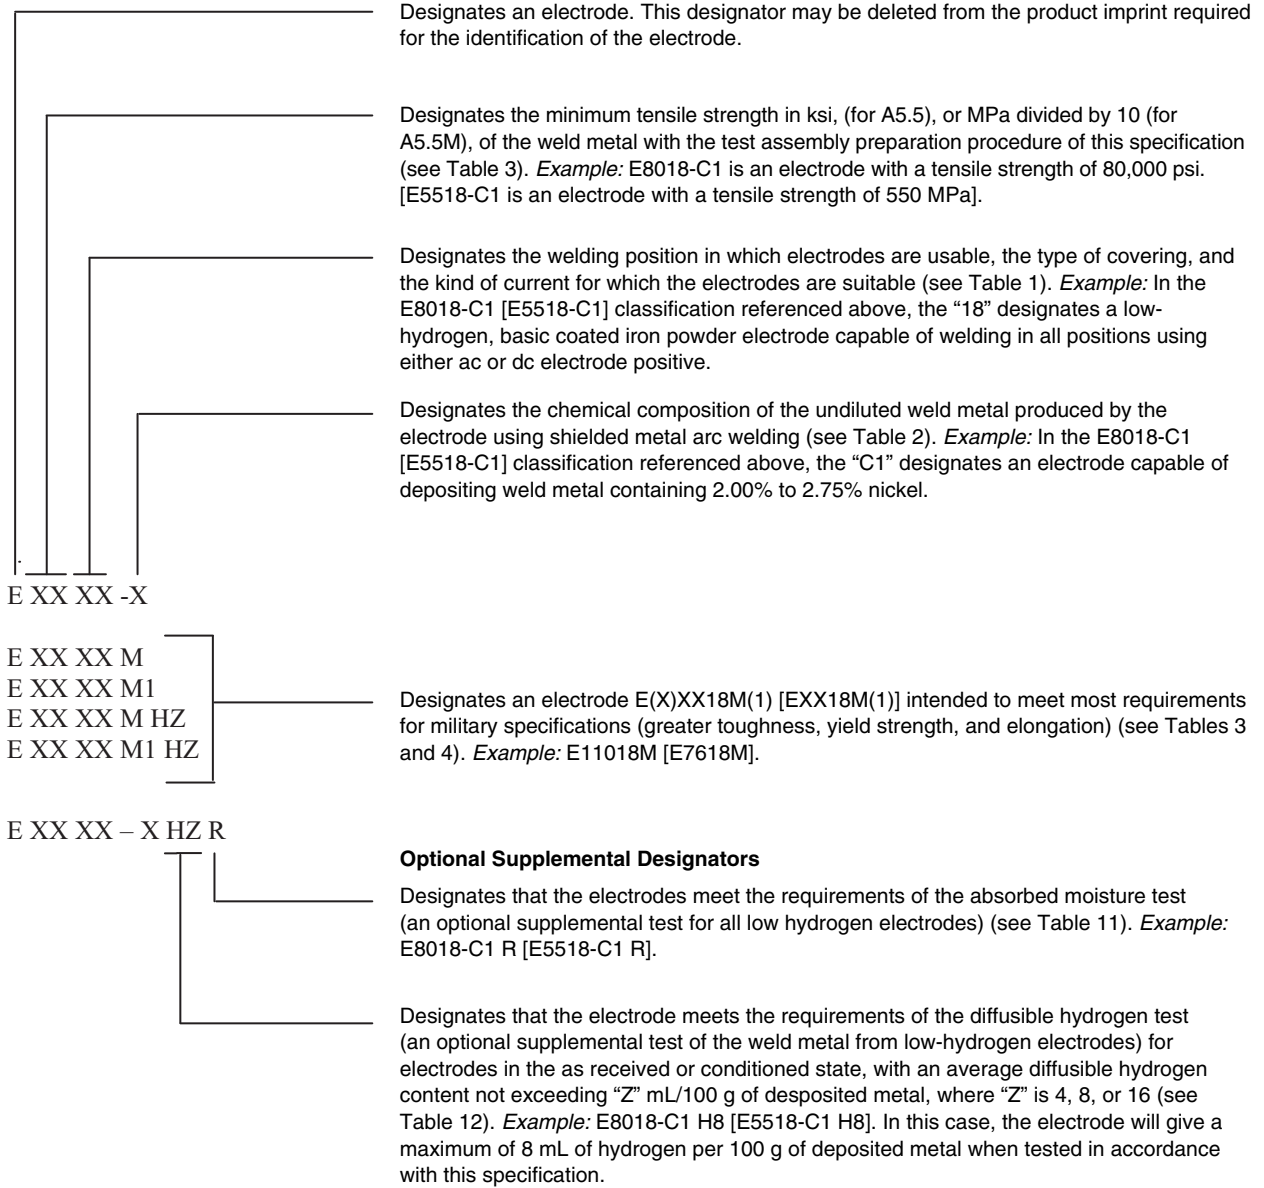 Designates an electrode. This designator may be deleted from the product imprint required
for the identification of the electrode.
Designates the minimum tensile strength in ksi, (for A5.5), or MPa divided by 10 (for
A5.5M), of the weld metal with the test assembly preparation procedure of this specification
(see Table 3). Example: E8018-C1 is an electrode with a tensile strength of 80,000 psi.
[E5518-C1 is an electrode with a tensile strength of 550 MPa].
Designates the welding position in which electrodes are usable, the type of covering, and
the kind of current for which the electrodes are suitable (see Table 1). Example: In the
E8018-C1 [E5518-C1] classification referenced above, the “18” designates a low-
hydrogen, basic coated iron powder electrode capable of welding in all positions using
either ac or dc electrode positive.
Designates the chemical composition of the undiluted weld metal produced by the
electrode using shielded metal arc welding (see Table 2). Example: In the E8018-C1
[E5518-C1] classification referenced above, the “C1” designates an electrode capable of
depositing weld metal containing 2.00% to 2.75% nickel.
E XX XX -X
E XX XX M
E XX XX M1
E XX XX M HZ
E XX XX M1 HZ
Designates an electrode E(X)XX18M(1) [EXX18M(1)] intended to meet most requirements
for military specifications (greater toughness, yield strength, and elongation) (see Tables 3
and 4). Example: E11018M [E7618M].
E XX XX – X HZ R
Optional Supplemental Designators
Designates that the electrodes meet the requirements of the absorbed moisture test
(an optional supplemental test for all low hydrogen electrodes) (see Table 11). Example:
E8018-C1 R [E5518-C1 R].
Designates that the electrode meets the requirements of the diffusible hydrogen test
(an optional supplemental test of the weld metal from low-hydrogen electrodes) for
electrodes in the as received or conditioned state, with an average diffusible hydrogen
content not exceeding “Z” mL/100 g of desposited metal, where “Z” is 4, 8, or 16 (see
Table 12). Example: E8018-C1 H8 [E5518-C1 H8]. In this case, the electrode will give a
maximum of 8 mL of hydrogen per 100 g of deposited metal when tested in accordance
with this specification.